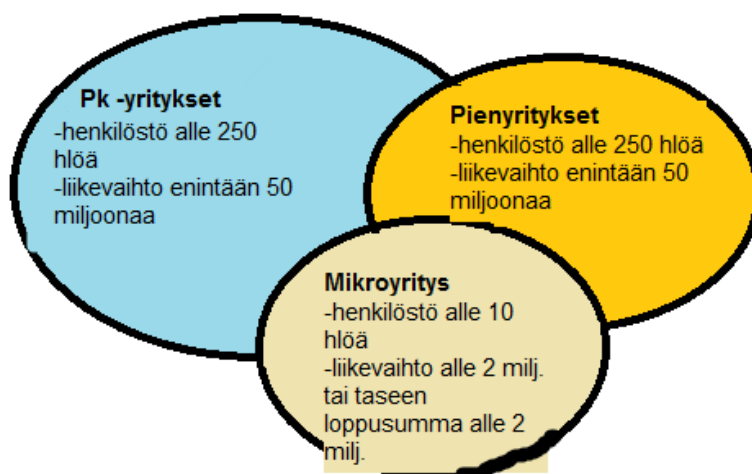 Pk -yritykset
-henkilöstö alle 250
hlöä
-liikevaihto enintään 50
miljoonaa
Pienyritykset
-henkilöstö alle 250 hlöä
-liikevaihto enintään 50
miljoonaa
Mikroyritys
-henkilöstö alle 10
hlöä
-liikevaihto alle 2 milj.
tai taseen
loppusumma alle 2
milj.